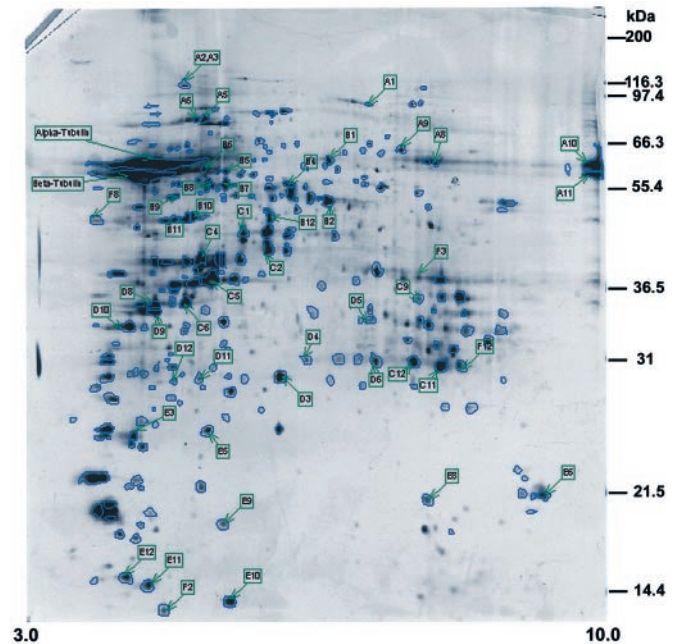 kDa
200
A2,A3
116.3
A1
97.4
A6
A5
Alpha-Tubulin
B1
A9
A8
66.3
A10
B6
B5
B4
Beta-Tubulin
B8
B7
55.4
A11
F8
B9
B10
B11
C1
B12
B2
C4
C2
F3
C9
C5
36.5
D8
D10
D9
C6
D5
D4
D12
D11
31
F12
D3
D6
C12
C11
E3
E5
E8
E6
21.5
E9
E12
E11
F2
E10
14.4
3.0
10.0